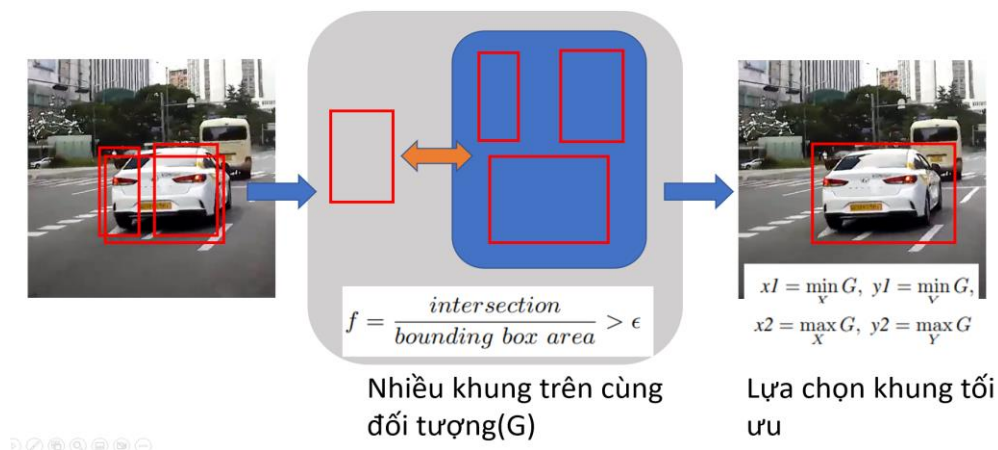 f = intersection / bounding box area > ϵ
x1 = min_X G, y1 = min_Y G,
x2 = max_X G, y2 = max_Y G
Nhiều khung trên cùng
đối tượng(G)
Lựa chọn khung tối
ưu